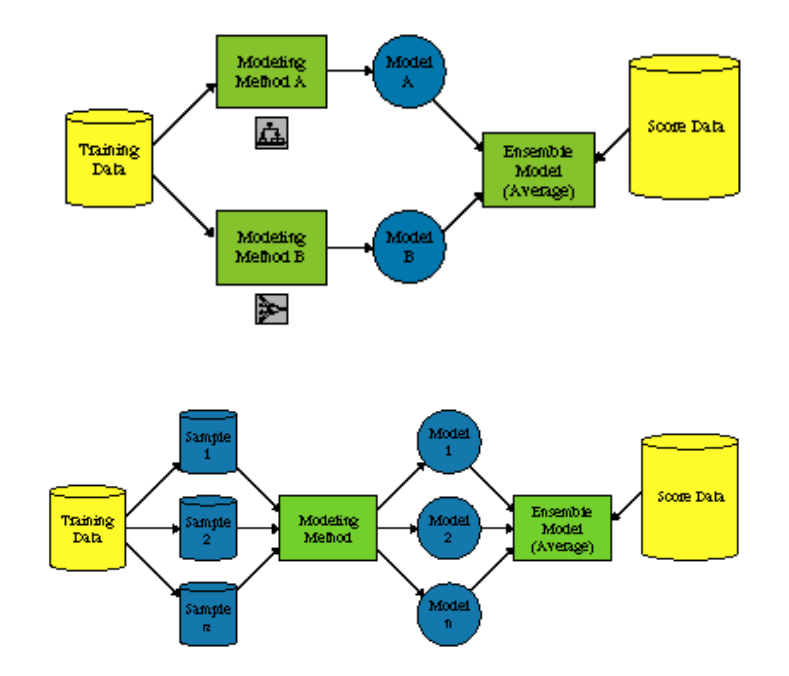 Modeling
Method A
Model
A
Training
Data
Score Data
Ensemble
Model
(Average)
Modeling
Method B
Model
B
Sample
1
Model
1
Training
Data
Sample
2
Modeling
Method
Model
2
Ensemble
Model
(Average)
Score Data
Sample
n
Model
n